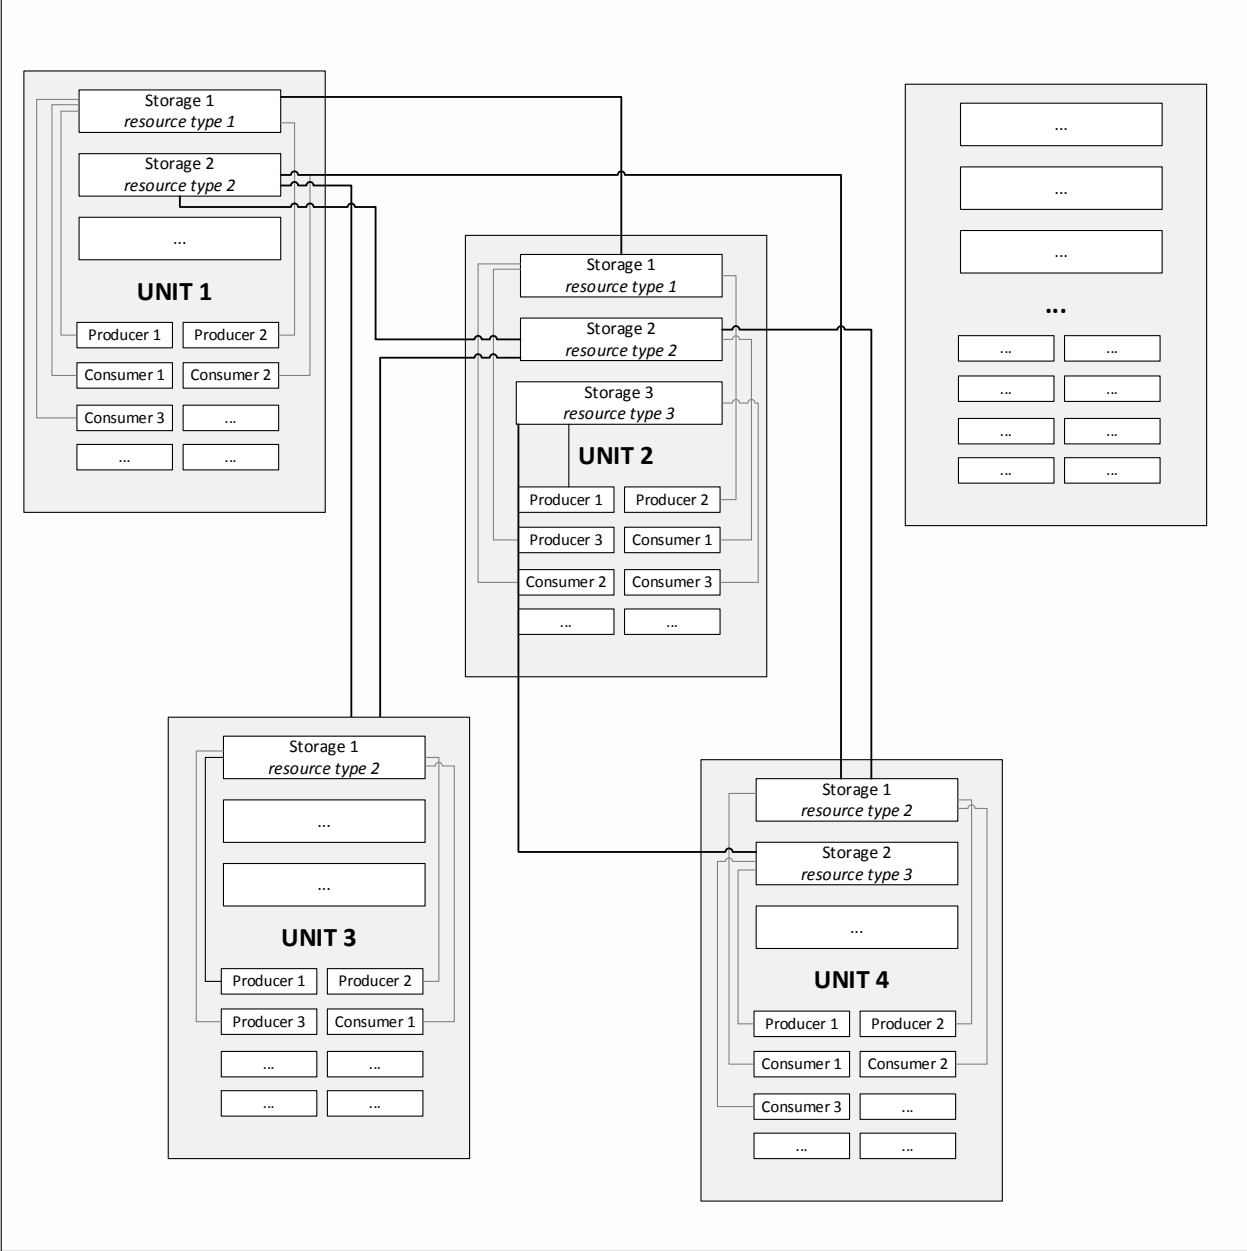 Storage 1
resource type 1
Storage 2
resource type 2
...
UNIT 1
Producer 1 Producer 2
Consumer 1 Consumer 2
Consumer 3 ...
... ...
Storage 1
resource type 1
Storage 2
resource type 2
Storage 3
resource type 3
UNIT 2
Producer 1 Producer 2
Producer 3 Consumer 1
Consumer 2 Consumer 3
... ...
...
...
...
...
... ...
... ...
... ...
... ...
Storage 1
resource type 2
...
...
UNIT 3
Producer 1 Producer 2
Producer 3 Consumer 1
... ...
... ...
Storage 1
resource type 2
Storage 2
resource type 3
...
UNIT 4
Producer 1 Producer 2
Consumer 1 Consumer 2
Consumer 3 ...
... ...